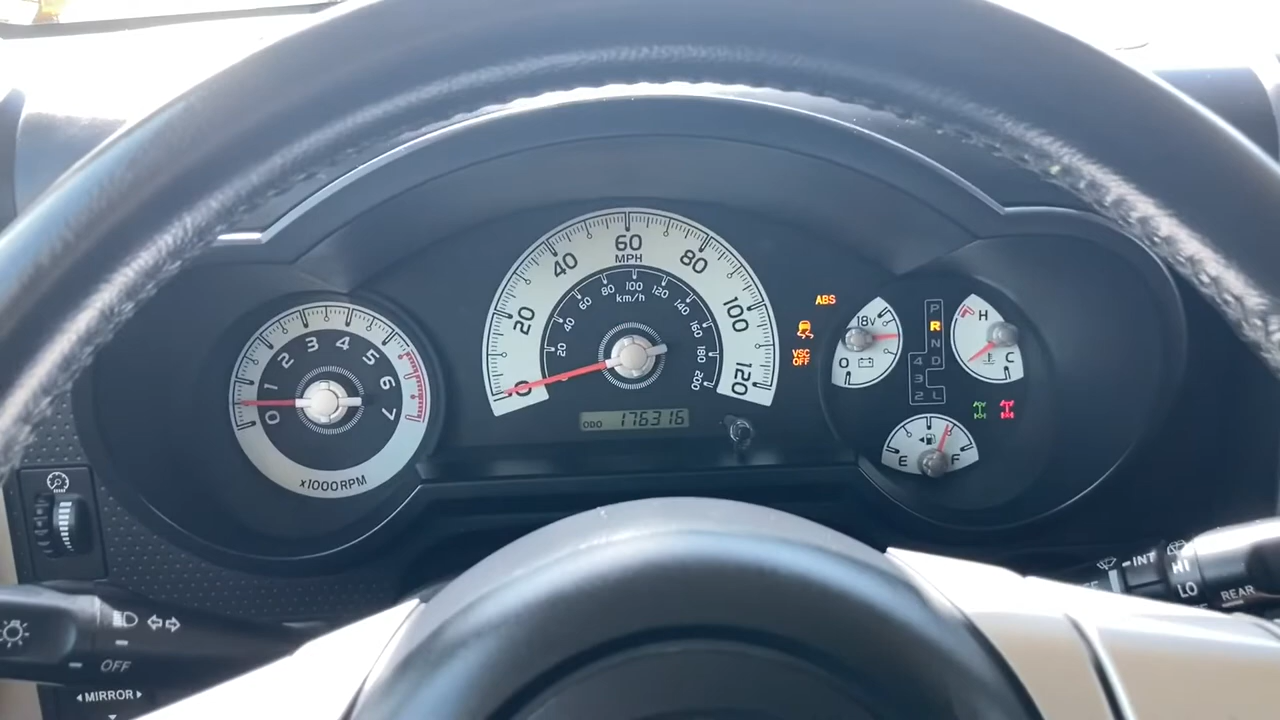 0 1 2 3 4 5 6 7
x1000RPM
0 20 40 60 80 100 120
MPH
20 40 60 80 100 120 140 160 180 200
km/h
ODO 176316
ABS
VSC
OFF
18V
0
P
R
N
D
4
3
2 L
H
C
E F
OFF
MIRROR
INT
HI
LO
REAR